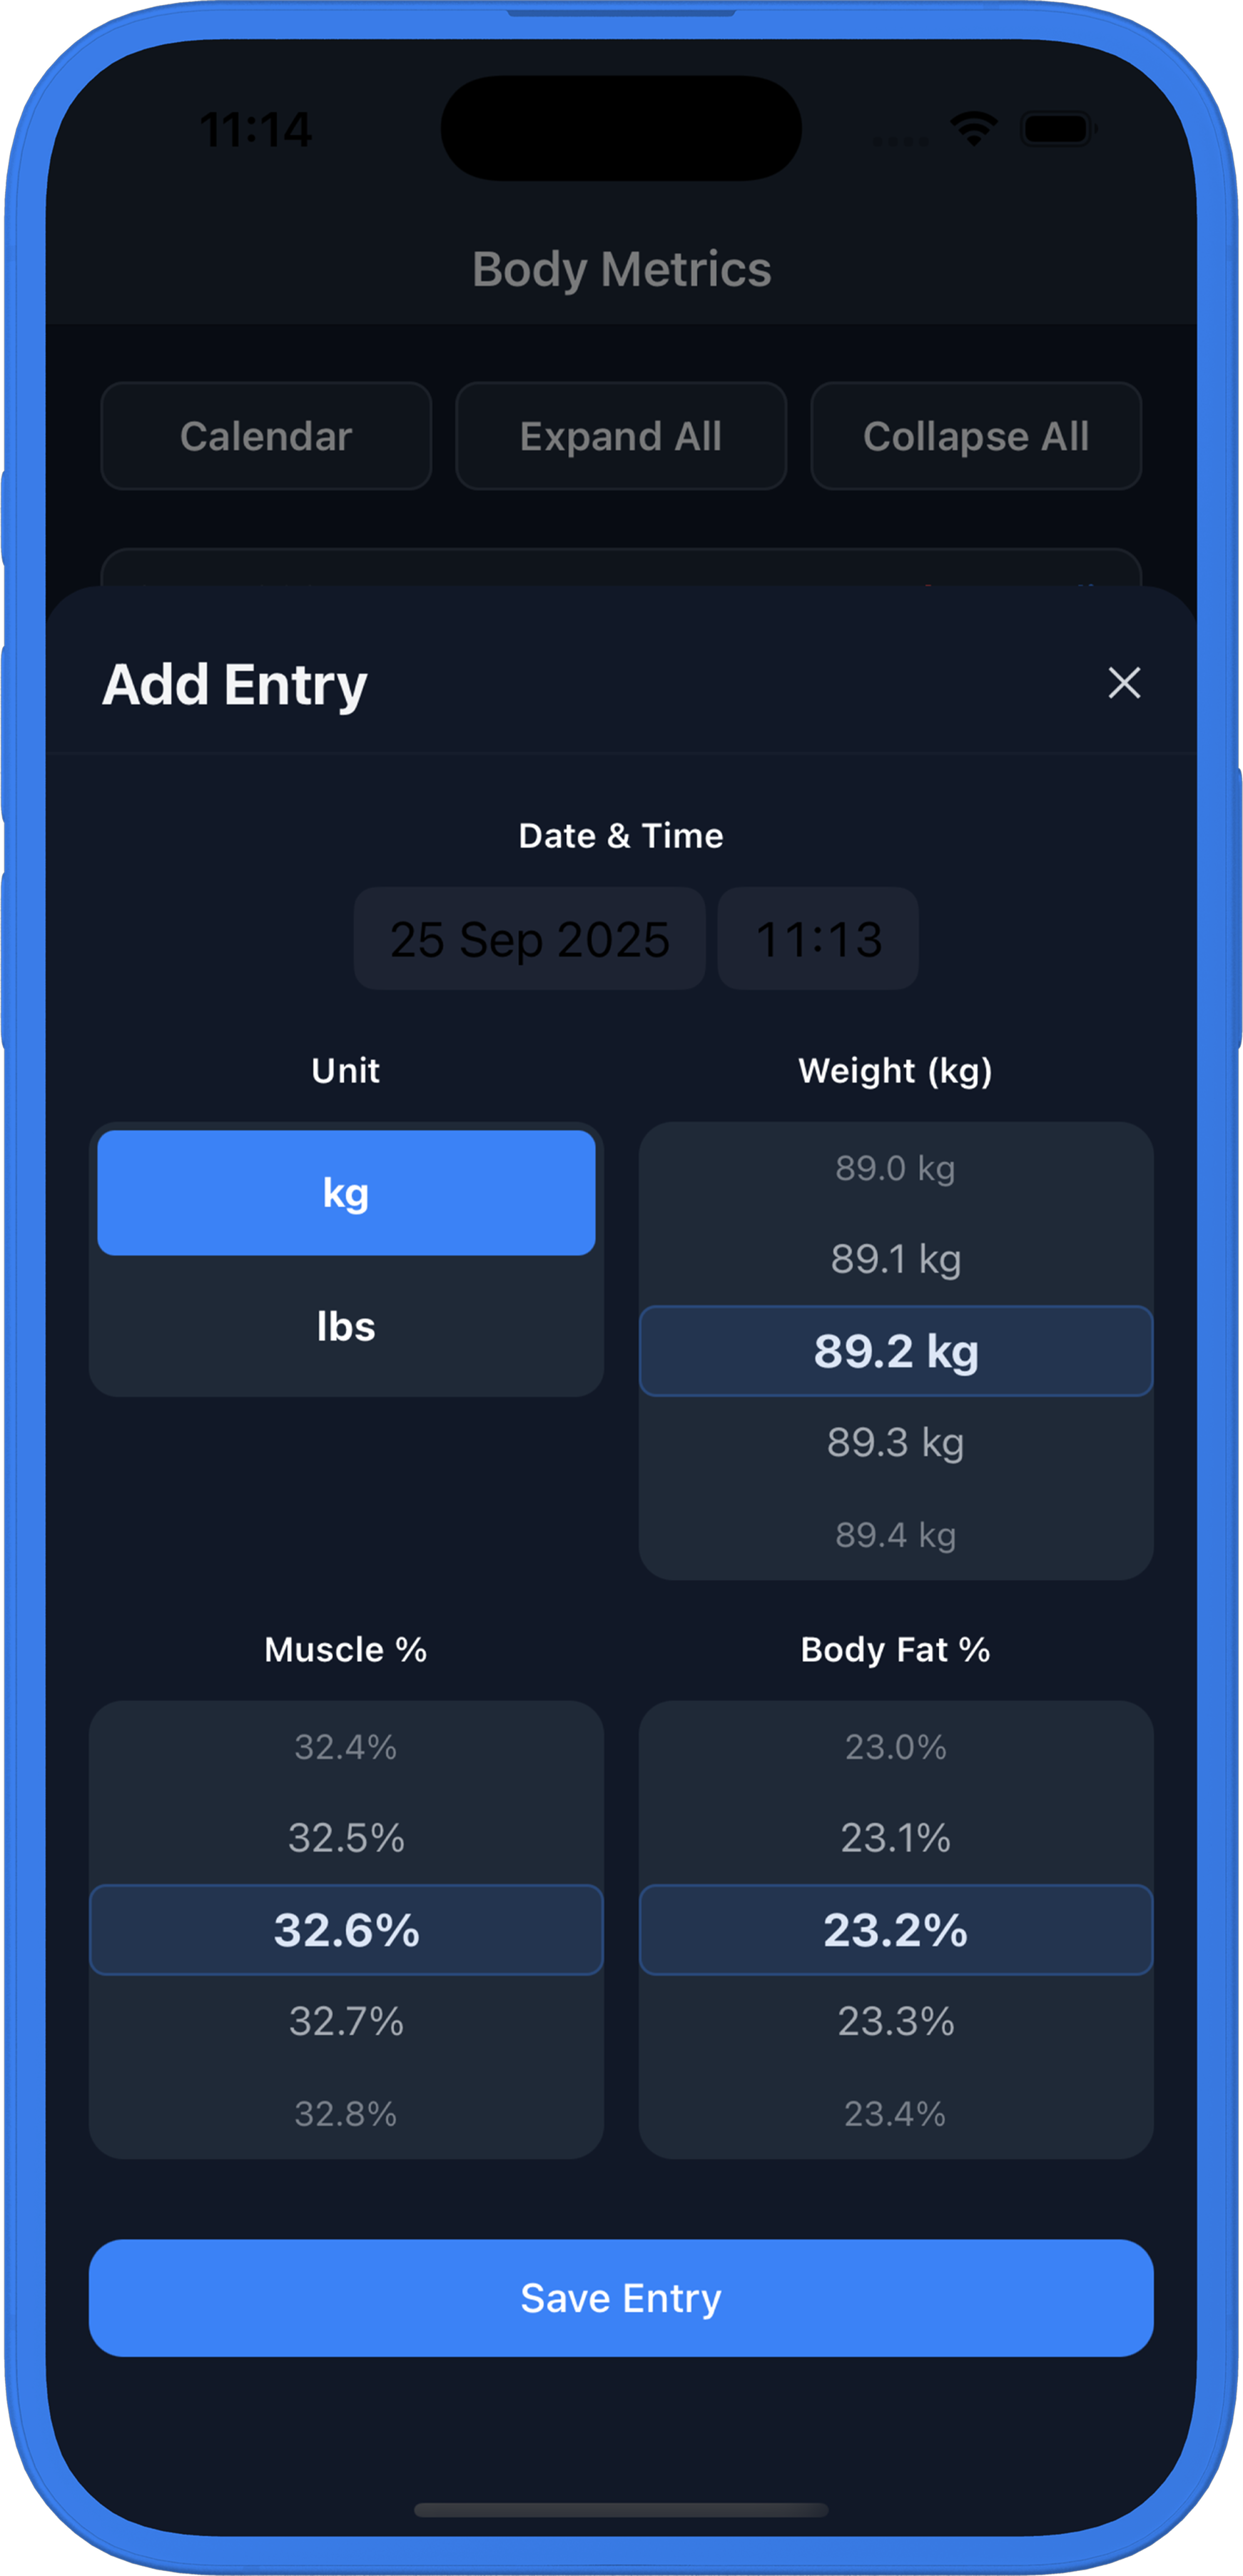 11:14
Body Metrics
Calendar
Expand All
Collapse All
Add Entry
Date & Time
25 Sep 2025
11:13
Unit
Weight (kg)
kg
lbs
89.0 kg
89.1 kg
89.2 kg
89.3 kg
89.4 kg
Muscle %
Body Fat %
32.4%
32.5%
32.6%
32.7%
32.8%
23.0%
23.1%
23.2%
23.3%
23.4%
Save Entry